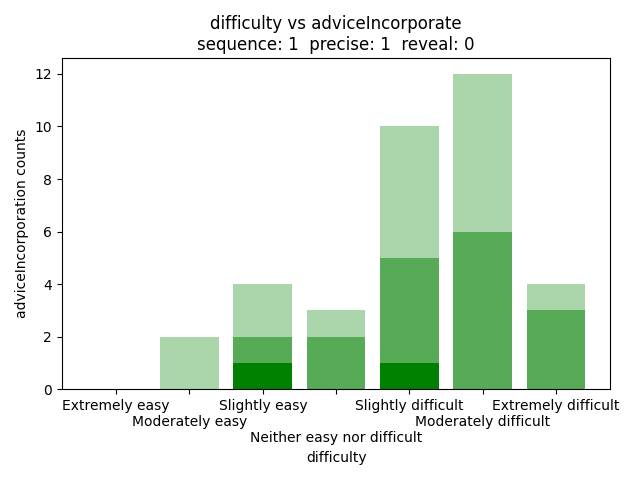 difficulty vs adviceIncorporate
sequence: 1  precise: 1  reveal: 0
12
10
8
6
4
2
0
adviceIncorporation counts
Extremely easy
Moderately easy
Slightly easy
Neither easy nor difficult
Slightly difficult
Moderately difficult
Extremely difficult
difficulty